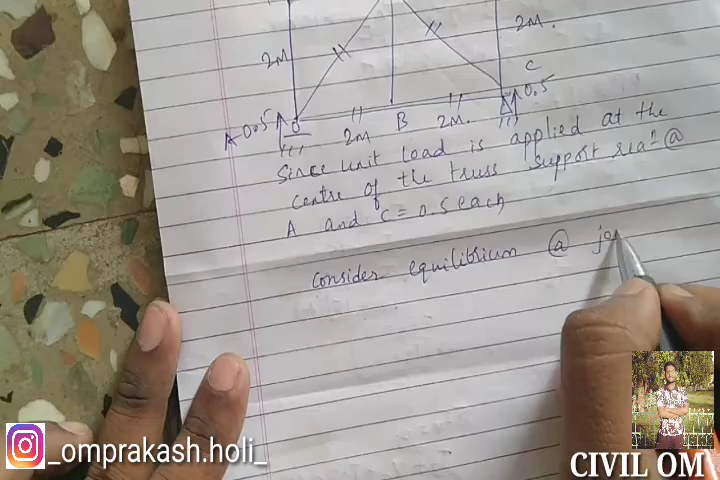 2M
2M.
C
A 0.5
0.5
2M
B
2M.
Since unit load is applied at the
centre of the truss support reaⁿ @
A and C = 0.5 each
Consider equilibrium @ jo
_omprakash.holi_
CIVIL OM